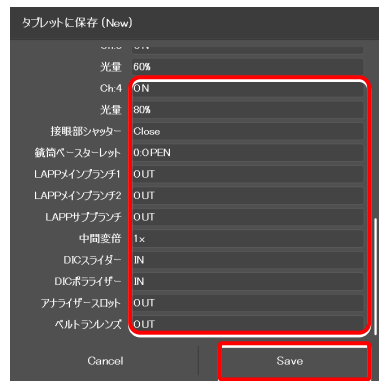 タブレットに保存 (New)
光量 60%
Ch:4 ON
光量 80%
接眼部シャッター Close
鏡筒ベースターレット 0:OPEN
LAPPメインブランチ1 OUT
LAPPメインブランチ2 OUT
LAPPサブブランチ OUT
中間変倍 1×
DICスライダー IN
DICポラライザー IN
アナライザースロット OUT
ベルトランレンズ OUT
Cancel Save